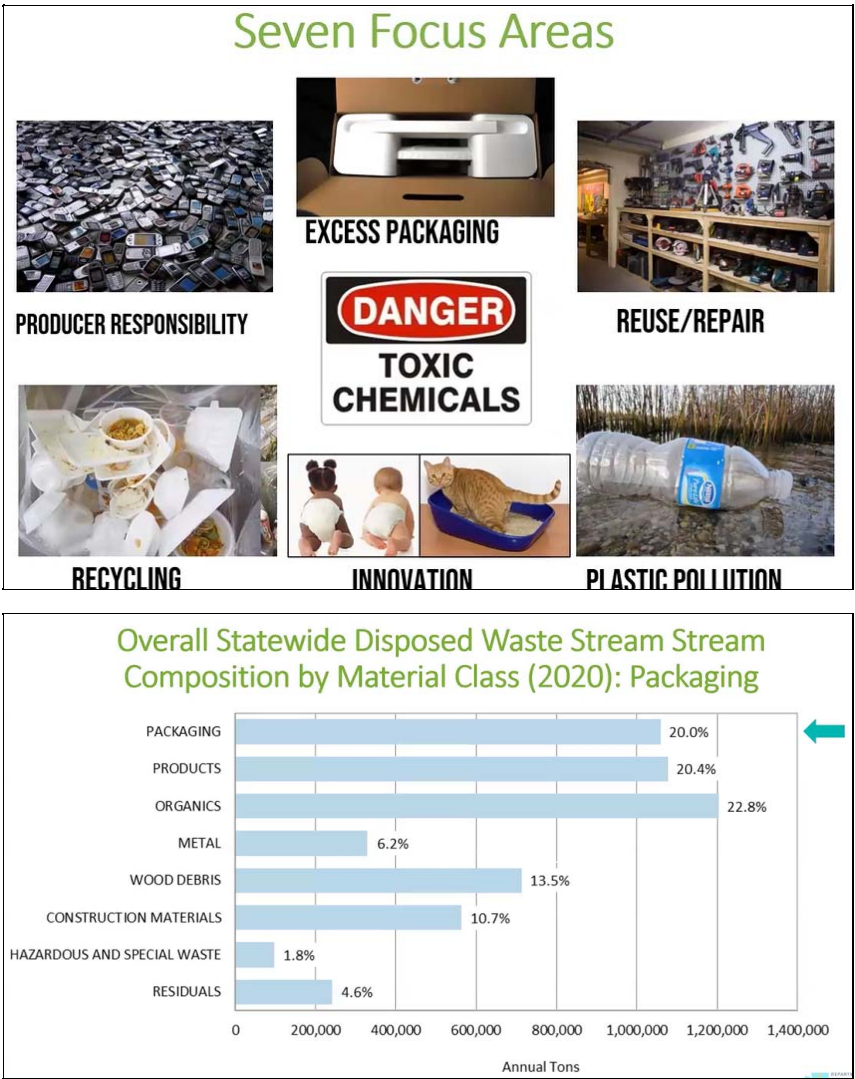 Seven Focus Areas
EXCESS PACKAGING
PRODUCER RESPONSIBILITY
REUSE/REPAIR
DANGER
TOXIC
CHEMICALS
RECYCLING
INNOVATION
PLASTIC POLLUTION
Overall Statewide Disposed Waste Stream Stream
Composition by Material Class (2020): Packaging
PACKAGING 20.0%
PRODUCTS 20.4%
ORGANICS 22.8%
METAL 6.2%
WOOD DEBRIS 13.5%
CONSTRUCTION MATERIALS 10.7%
HAZARDOUS AND SPECIAL WASTE 1.8%
RESIDUALS 4.6%
0 200,000 400,000 600,000 800,000 1,000,000 1,200,000 1,400,000
Annual Tons